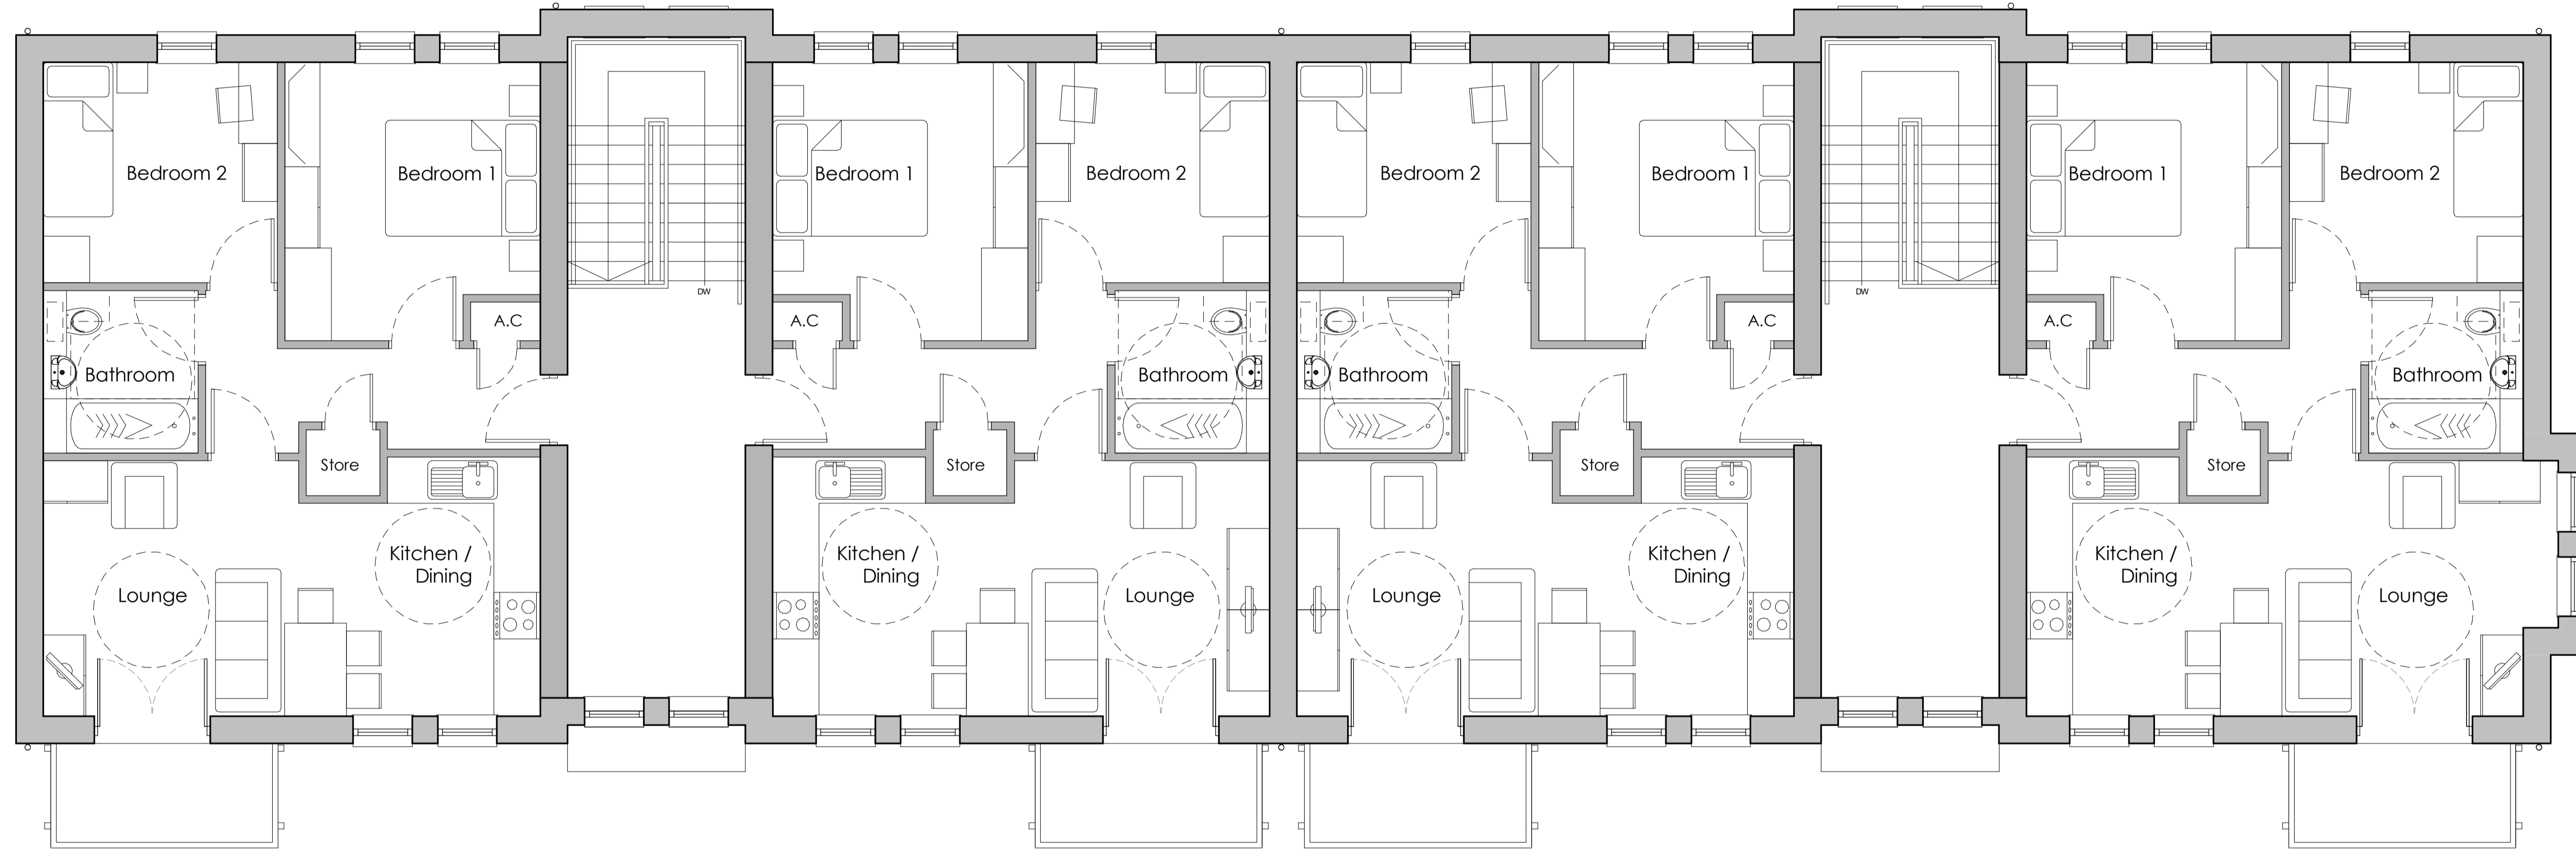 Bedroom 2
Bedroom 1
Bedroom 1
Bedroom 2
Bedroom 2
Bedroom 1
Bedroom 1
Bedroom 2
DW
DW
A.C
A.C
A.C
A.C
Bathroom
Bathroom
Bathroom
Bathroom
Store
Store
Store
Store
Kitchen /
Dining
Kitchen /
Dining
Kitchen /
Dining
Kitchen /
Dining
Lounge
Lounge
Lounge
Lounge